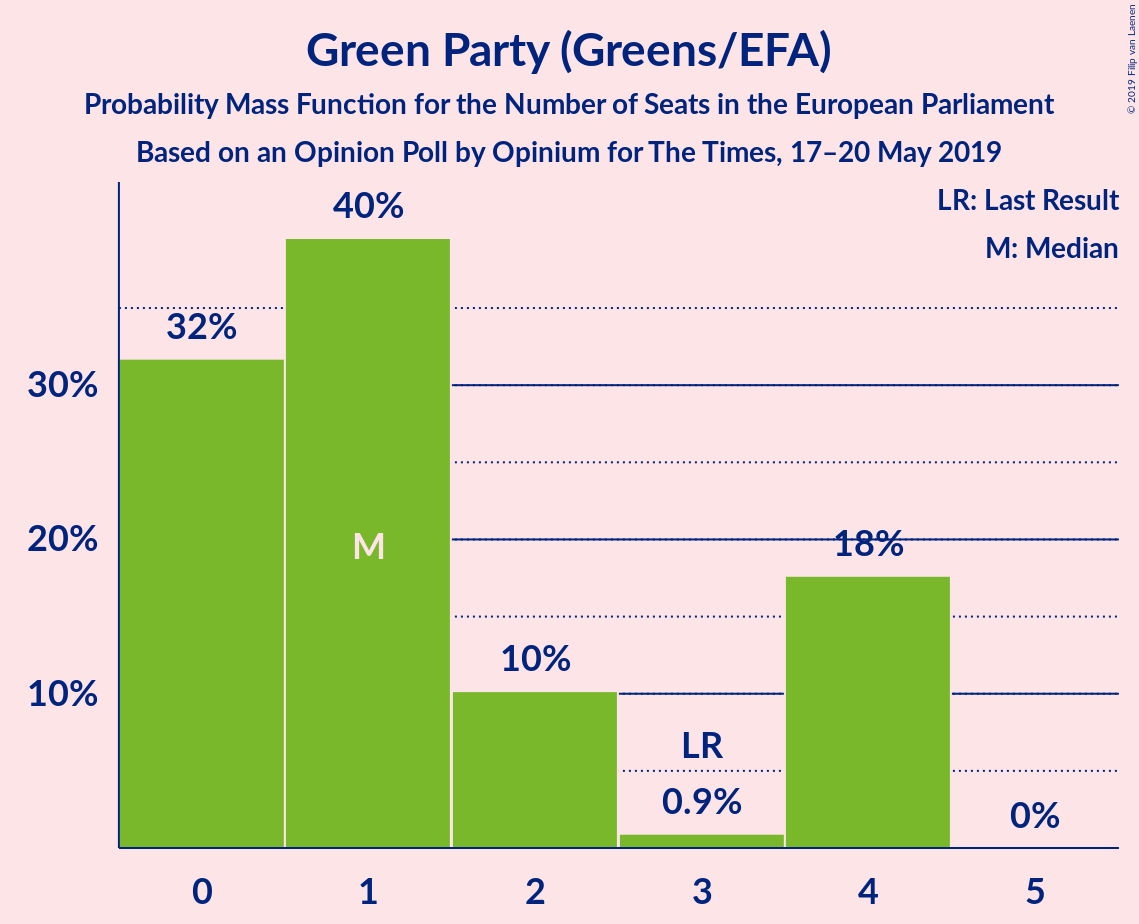 Green Party (Greens/EFA)
Probability Mass Function for the Number of Seats in the European Parliament
Based on an Opinion Poll by Opinium for The Times, 17–20 May 2019
© 2019 Filip van Laenen
LR: Last Result
M: Median
40%
32%
30%
M
20%
18%
10%
10%
LR
0.9%
0%
0 1 2 3 4 5